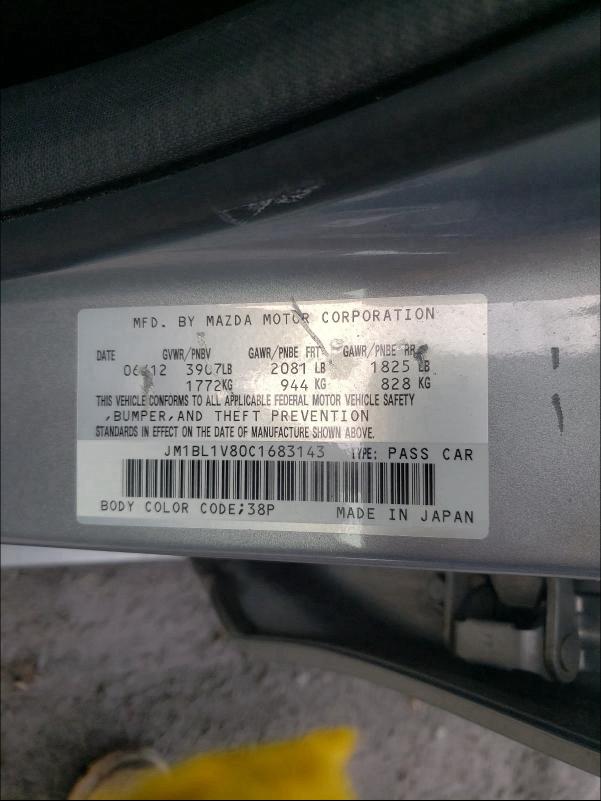 MFD. BY MAZDA MOTOR CORPORATION
DATE GVWR/PNBV GAWR/PNBE FRT GAWR/PNBE RR
06/12 3907LB 2081 LB 1825 LB
1772KG 944 KG 828 KG
THIS VEHICLE CONFORMS TO ALL APPLICABLE FEDERAL MOTOR VEHICLE SAFETY
,BUMPER,AND THEFT PREVENTION
STANDARDS IN EFFECT ON THE DATE OF MANUFACTURE SHOWN ABOVE.
JM1BL1V80C1683143 TYPE: PASS CAR
BODY COLOR CODE;38P MADE IN JAPAN